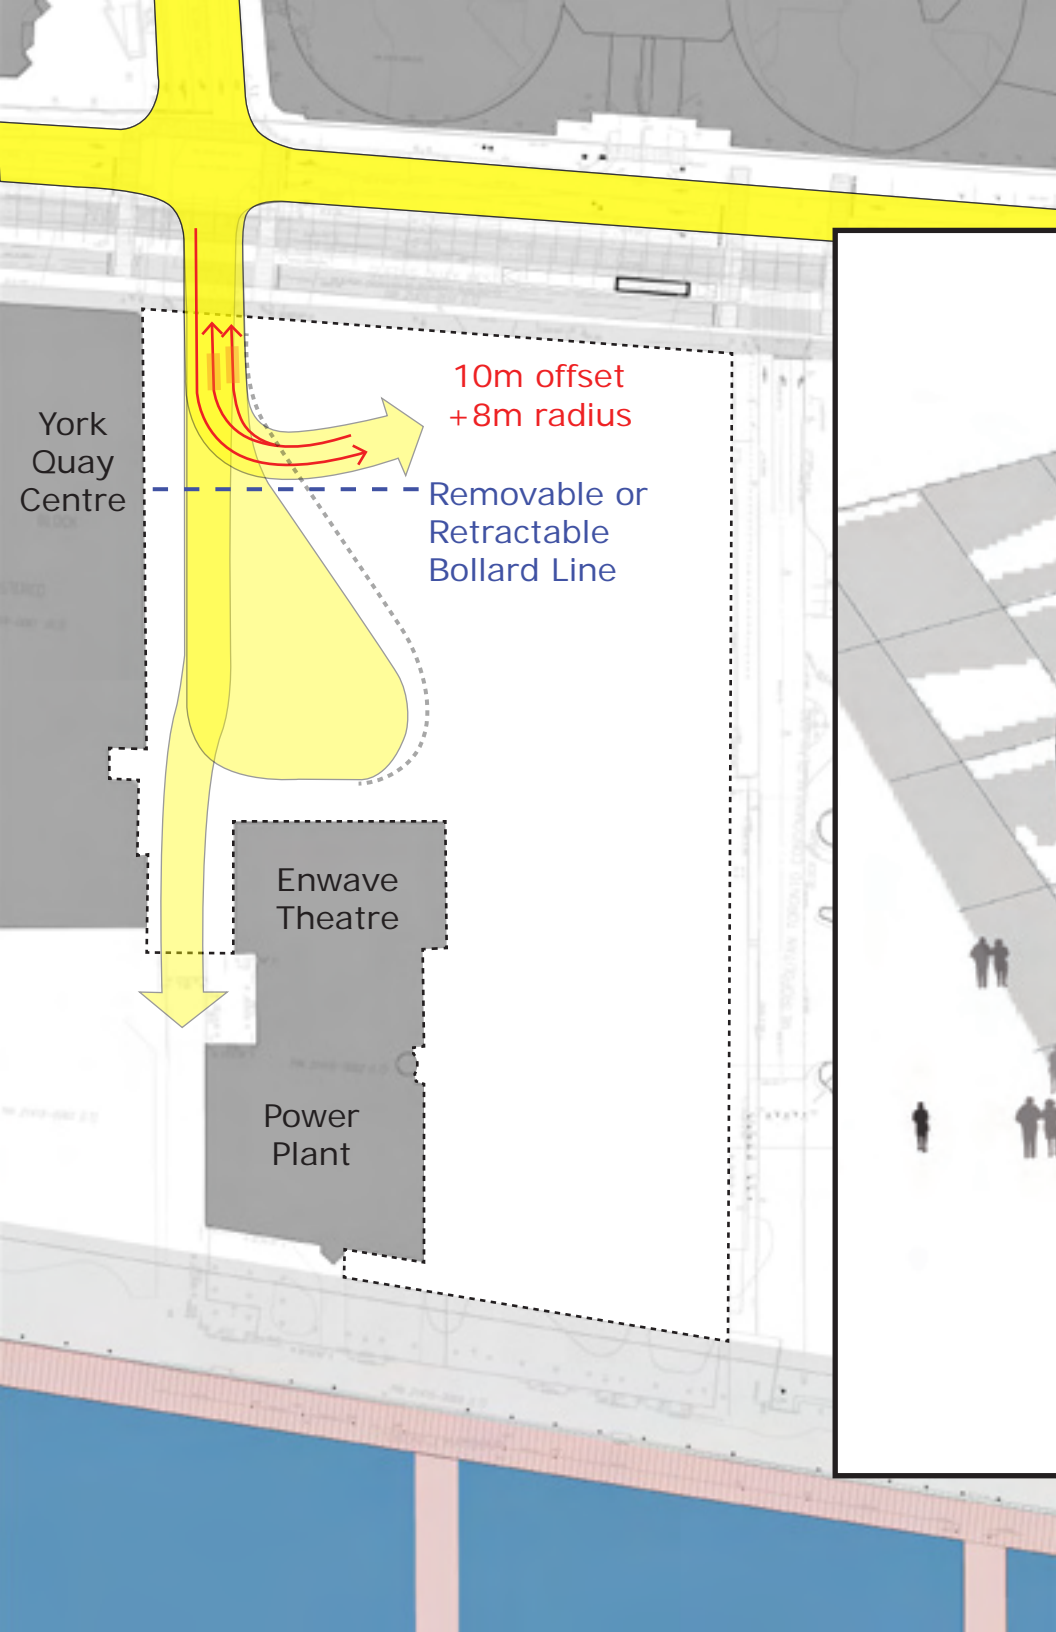 10m offset
+8m radius
York
Quay
Centre
Removable or
Retractable
Bollard Line
Enwave
Theatre
Power
Plant